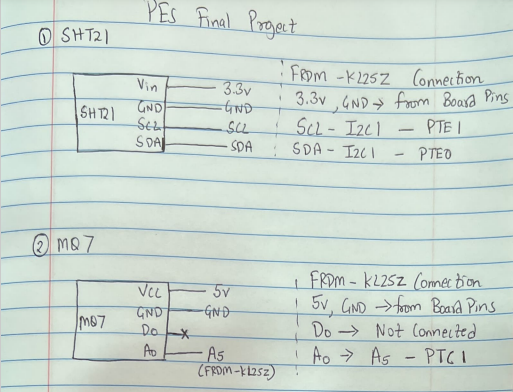 PES Final Project
① SHT21
SHT21
Vin 3.3v
GND GND
SCL SCL
SDA SDA
FRDM - KL25Z Connection
3.3v, GND → from Board Pins
SCL - I2C1 - PTE1
SDA - I2C1 - PTE0
② MQ7
MQ7
VCC 5v
GND GND
Do x
Ao A5
(FRDM-KL25Z)
FRDM - KL25Z Connection
5v, GND → from Board Pins
Do → Not Connected
Ao → A5 - PTC1